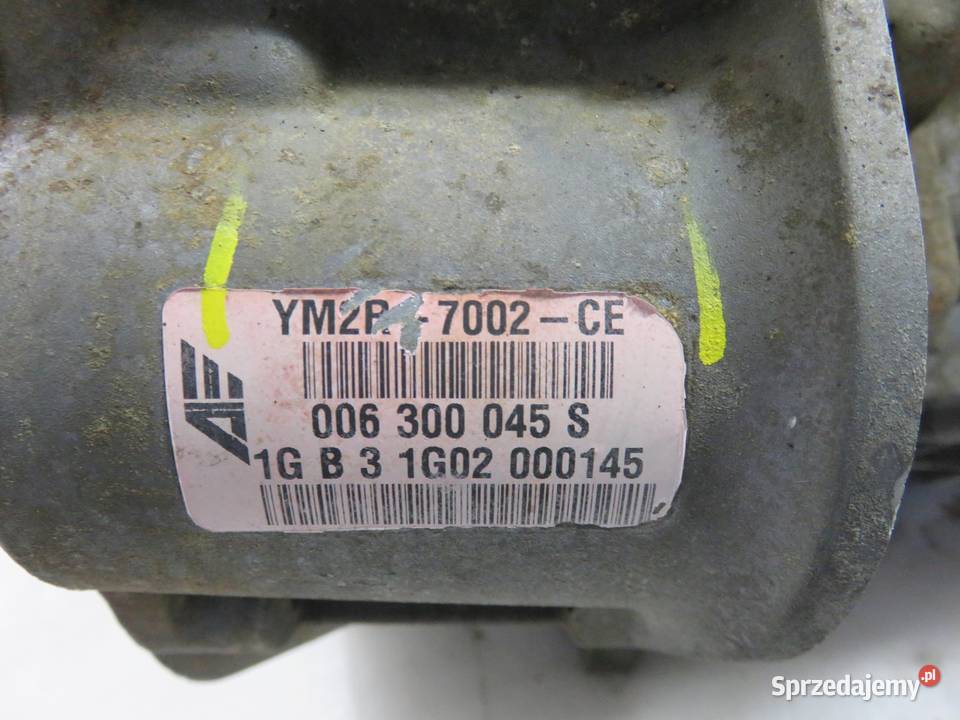 YM2R-7002-CE
006 300 045 S
1G B 3 1G02 000145
Sprzedajemy.pl